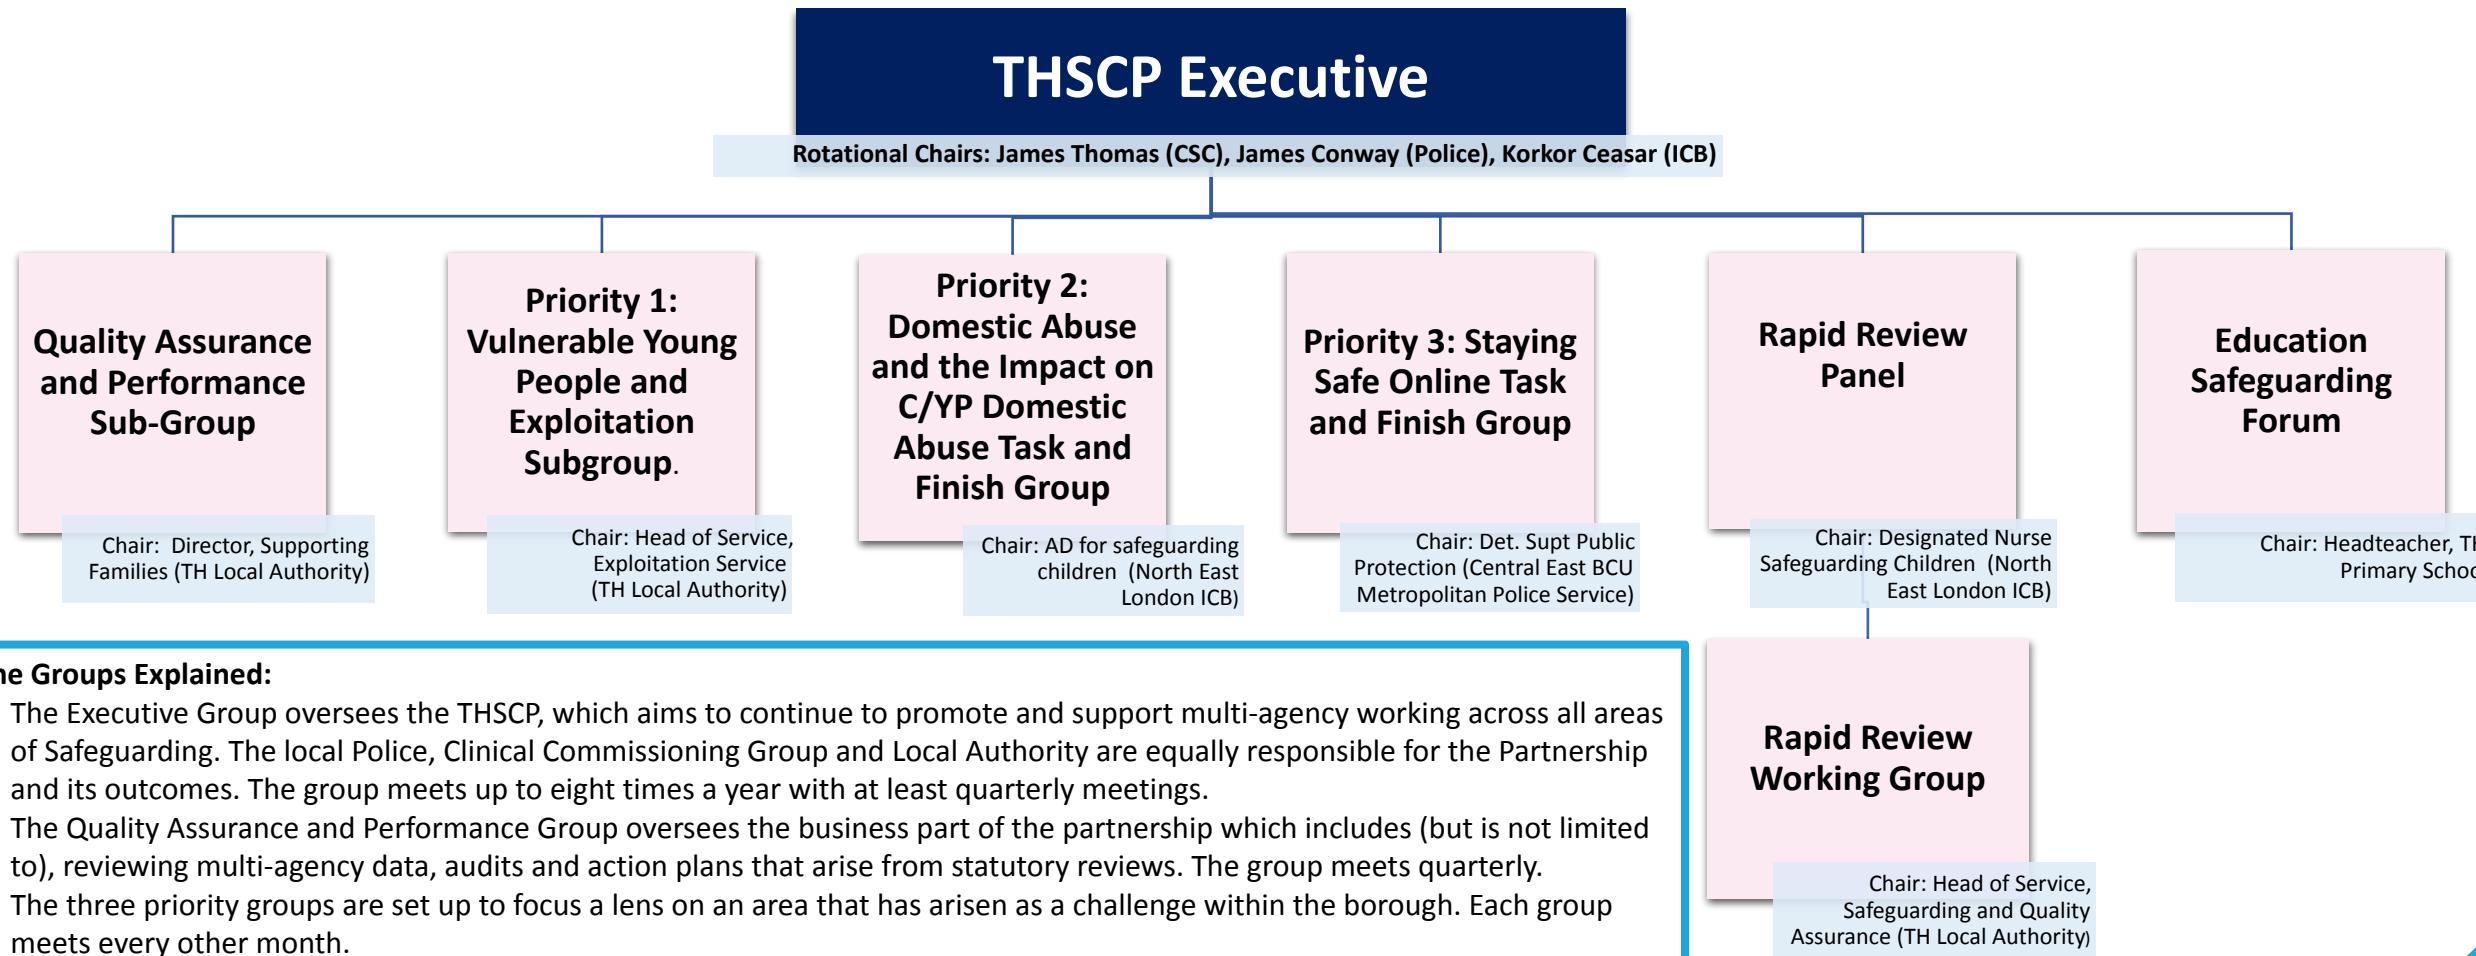 THSCP Executive
Rotational Chairs: James Thomas (CSC), James Conway (Police), Korkor Ceasar (ICB)
Quality Assurance
and Performance
Sub-Group
Chair: Director, Supporting
Families (TH Local Authority)
Priority 1:
Vulnerable Young
People and
Exploitation
Subgroup.
Chair: Head of Service,
Exploitation Service
(TH Local Authority)
Priority 2:
Domestic Abuse
and the Impact on
C/YP Domestic
Abuse Task and
Finish Group
Chair: AD for safeguarding
children (North East
London ICB)
Priority 3: Staying
Safe Online Task
and Finish Group
Chair: Det. Supt Public
Protection (Central East BCU
Metropolitan Police Service)
Rapid Review
Panel
Chair: Designated Nurse
Safeguarding Children (North
East London ICB)
Education
Safeguarding
Forum
Chair: Headteacher,
Primary
Rapid Review
Working Group
Chair: Head of Service,
Safeguarding and Quality
Assurance (TH Local Authority)
Groups Explained:
The Executive Group oversees the THSCP, which aims to continue to promote and support multi-agency working across all areas
of Safeguarding. The local Police, Clinical Commissioning Group and Local Authority are equally responsible for the Partnership
and its outcomes. The group meets up to eight times a year with at least quarterly meetings.
The Quality Assurance and Performance Group oversees the business part of the partnership which includes (but is not limited
to), reviewing multi-agency data, audits and action plans that arise from statutory reviews. The group meets quarterly.
The three priority groups are set up to focus a lens on an area that has arisen as a challenge within the borough. Each group
meets every other month.